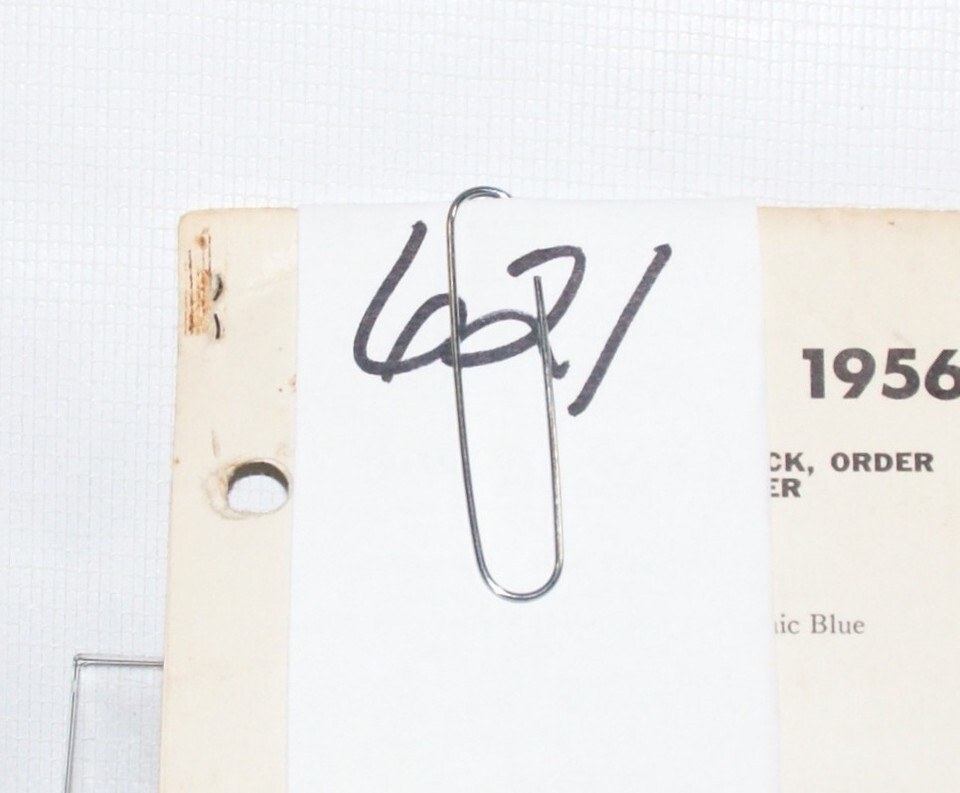 621
1956
CK, ORDER
ER
ic Blue